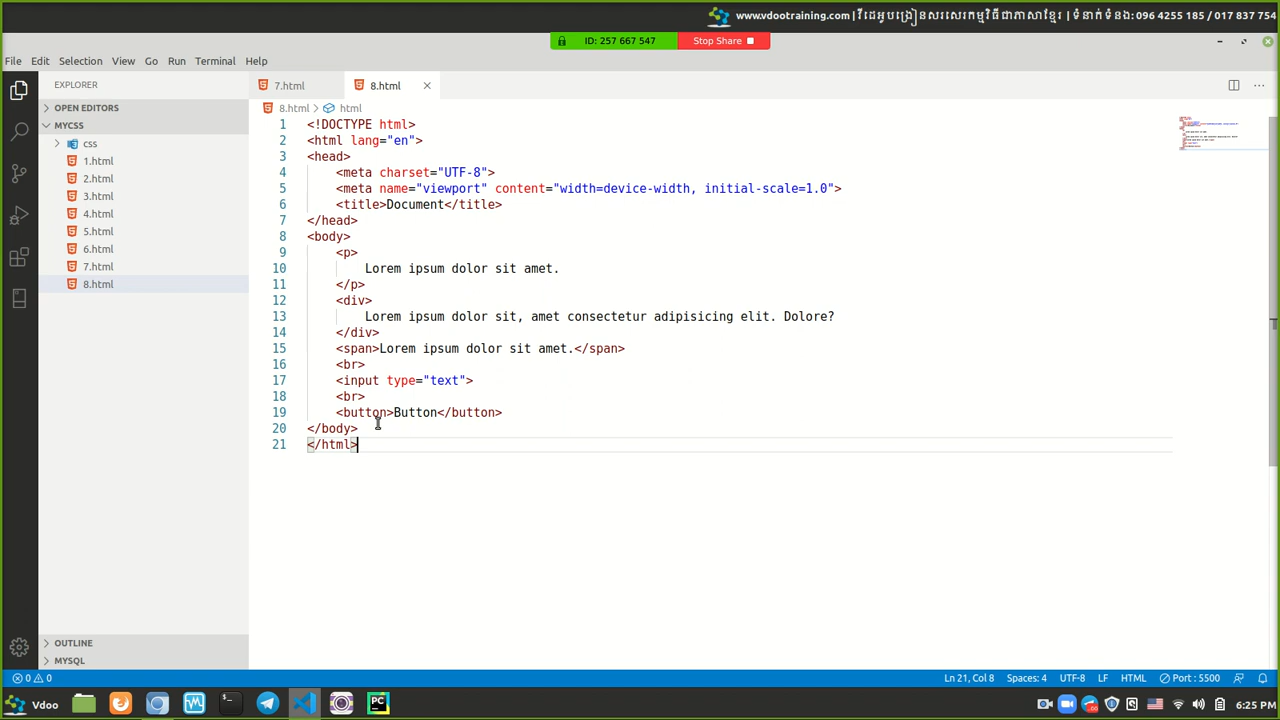 www.vdootraining.com | វីដេអូបង្រៀនសរសេរកម្មវិធីជាភាសាខ្មែរ | ទំនាក់ទំនង: 096 4255 185 / 017 837 754
ID: 257 667 547 Stop Share
File Edit Selection View Go Run Terminal Help
EXPLORER
OPEN EDITORS
MYCSS
css
1.html
2.html
3.html
4.html
5.html
6.html
7.html
8.html
OUTLINE
MYSQL
7.html 8.html
8.html > html
1 <!DOCTYPE html>
2 <html lang="en">
3 <head>
4 <meta charset="UTF-8">
5 <meta name="viewport" content="width=device-width, initial-scale=1.0">
6 <title>Document</title>
7 </head>
8 <body>
9 <p>
10 Lorem ipsum dolor sit amet.
11 </p>
12 <div>
13 Lorem ipsum dolor sit, amet consectetur adipisicing elit. Dolore?
14 </div>
15 <span>Lorem ipsum dolor sit amet.</span>
16 <br>
17 <input type="text">
18 <br>
19 <button>Button</button>
20 </body>
21 </html>
0 0 Ln 21, Col 8 Spaces: 4 UTF-8 LF HTML Port : 5500
Vdoo 6:25 PM